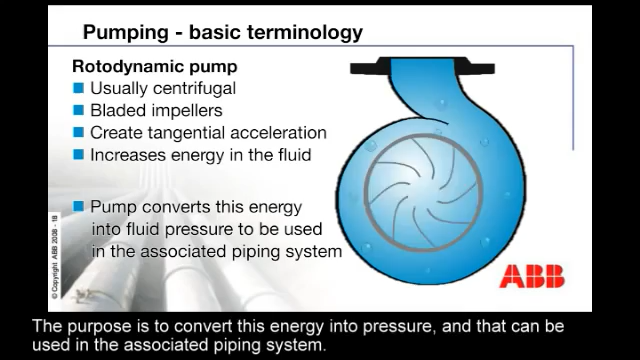 Pumping - basic terminology
Rotodynamic pump
Usually centrifugal
Bladed impellers
Create tangential acceleration
Increases energy in the fluid
Pump converts this energy
into fluid pressure to be used
in the associated piping system
© Copyright ABB 2008 - 18
ABB
The purpose is to convert this energy into pressure, and that can be
used in the associated piping system.